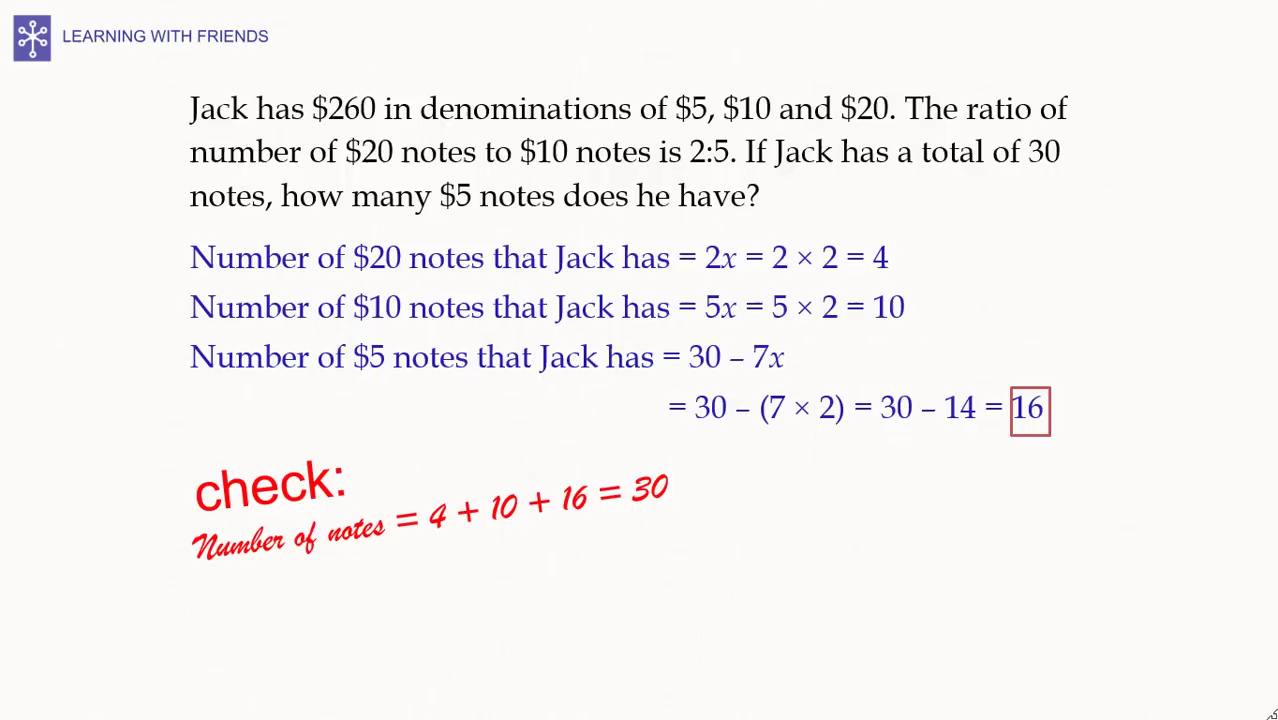 LEARNING WITH FRIENDS
Jack has $260 in denominations of $5, $10 and $20. The ratio of
number of $20 notes to $10 notes is 2:5. If Jack has a total of 30
notes, how many $5 notes does he have?
Number of $20 notes that Jack has = 2x = 2 × 2 = 4
Number of $10 notes that Jack has = 5x = 5 × 2 = 10
Number of $5 notes that Jack has = 30 – 7x
= 30 – (7 × 2) = 30 – 14 = 16
check:
Number of notes = 4 + 10 + 16 = 30